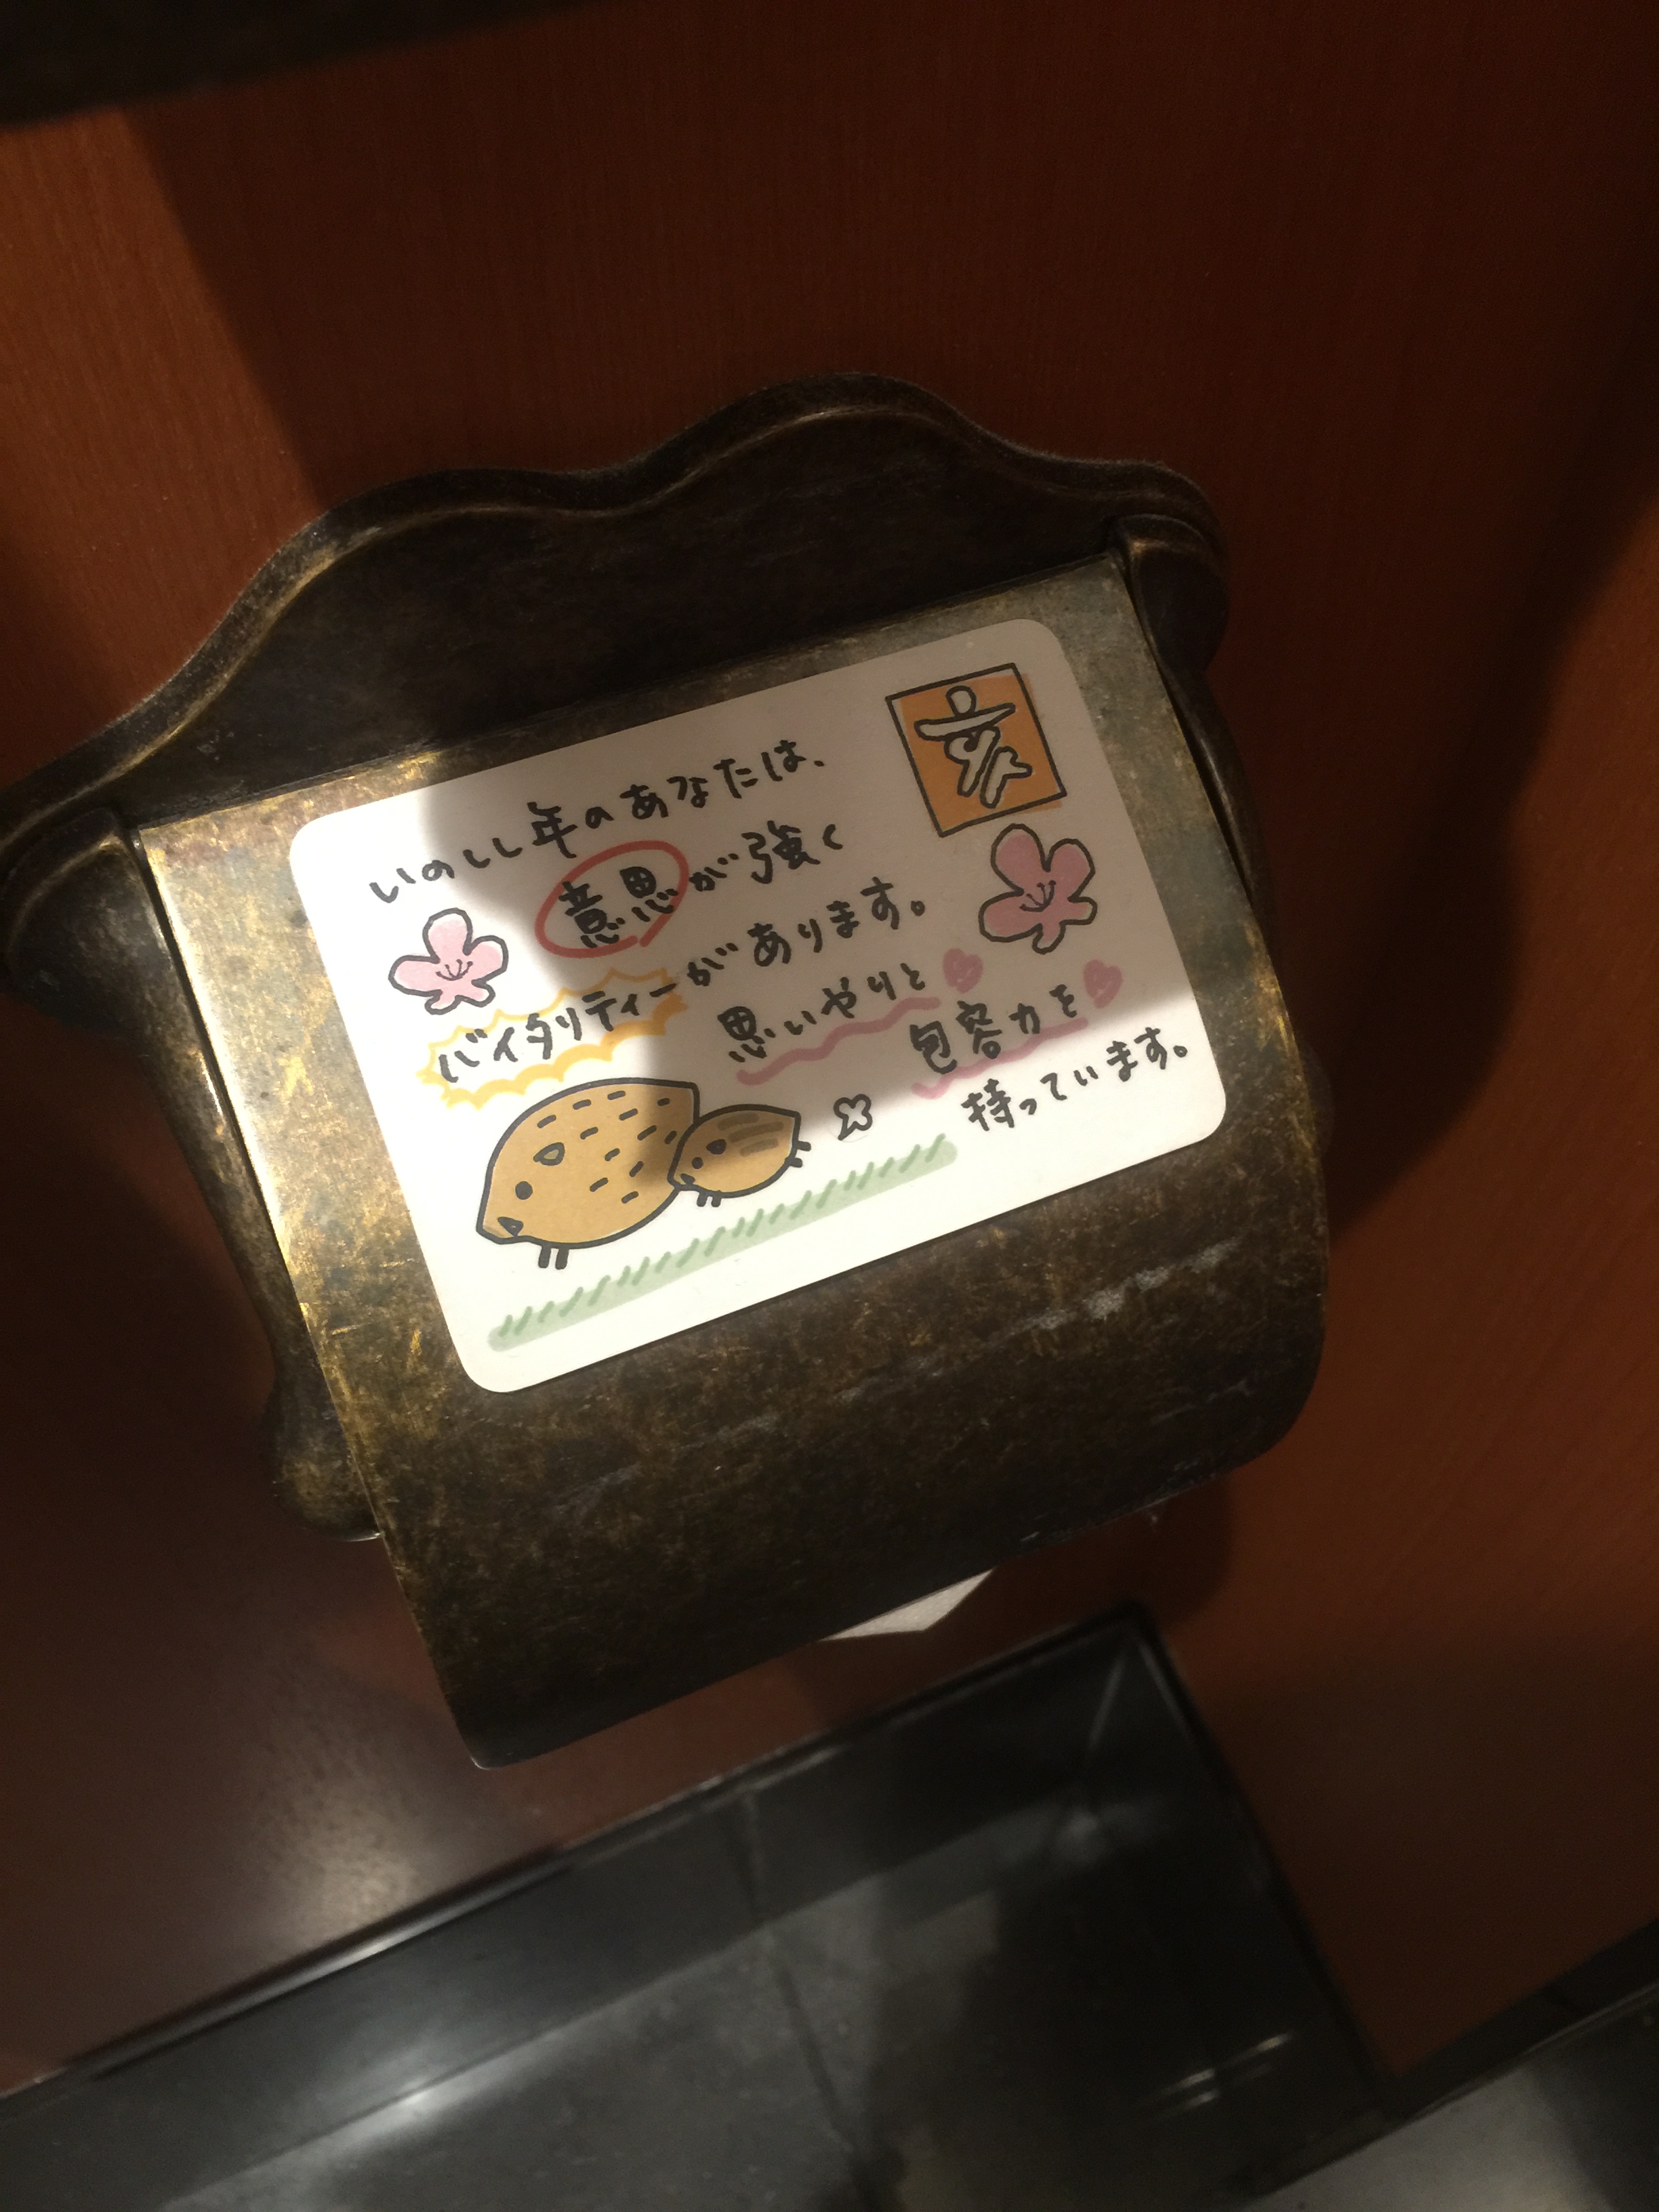 亥
いのしし年のあなたは、
意思が強く
バイタリティーがあります。
思いやりと
包容力を
持っています。